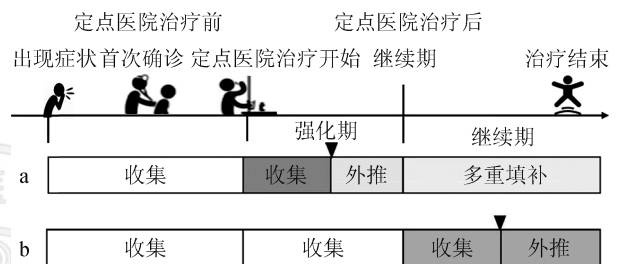 定点医院治疗前 定点医院治疗后
出现症状首次确诊 定点医院治疗开始 继续期 治疗结束
强化期 继续期
a 收集 收集 外推 多重填补
b 收集 收集 收集 外推